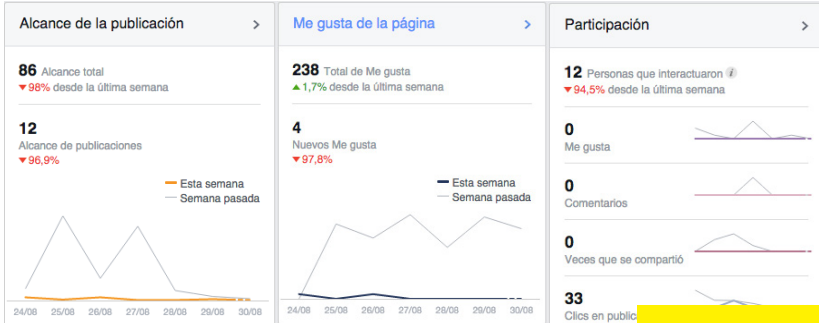 Alcance de la publicación
86 Alcance total
98% desde la última semana
12
Alcance de publicaciones
96,9%
Esta semana
Semana pasada
24/08 25/08 26/08 27/08 28/08 29/08 30/08
Me gusta de la página
238 Total de Me gusta
1,7% desde la última semana
4
Nuevos Me gusta
97,8%
Esta semana
Semana pasada
24/08 25/08 26/08 27/08 28/08 29/08 30/08
Participación
12 Personas que interactuaron i
94,5% desde la última semana
0
Me gusta
0
Comentarios
0
Veces que se compartió
33
Clics en publica